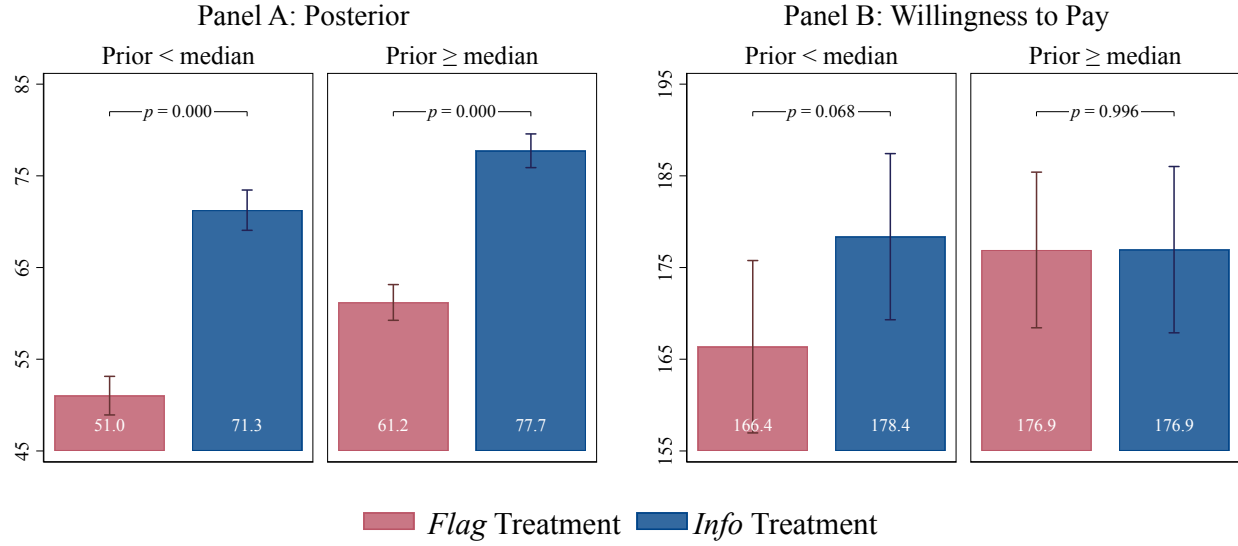 Panel A: Posterior
Prior < median
Prior ≥ median
85
75
65
55
45
p = 0.000
p = 0.000
51.0
71.3
61.2
77.7
Panel B: Willingness to Pay
Prior < median
Prior ≥ median
195
185
175
165
155
p = 0.068
p = 0.996
166.4
178.4
176.9
176.9
Flag Treatment
Info Treatment